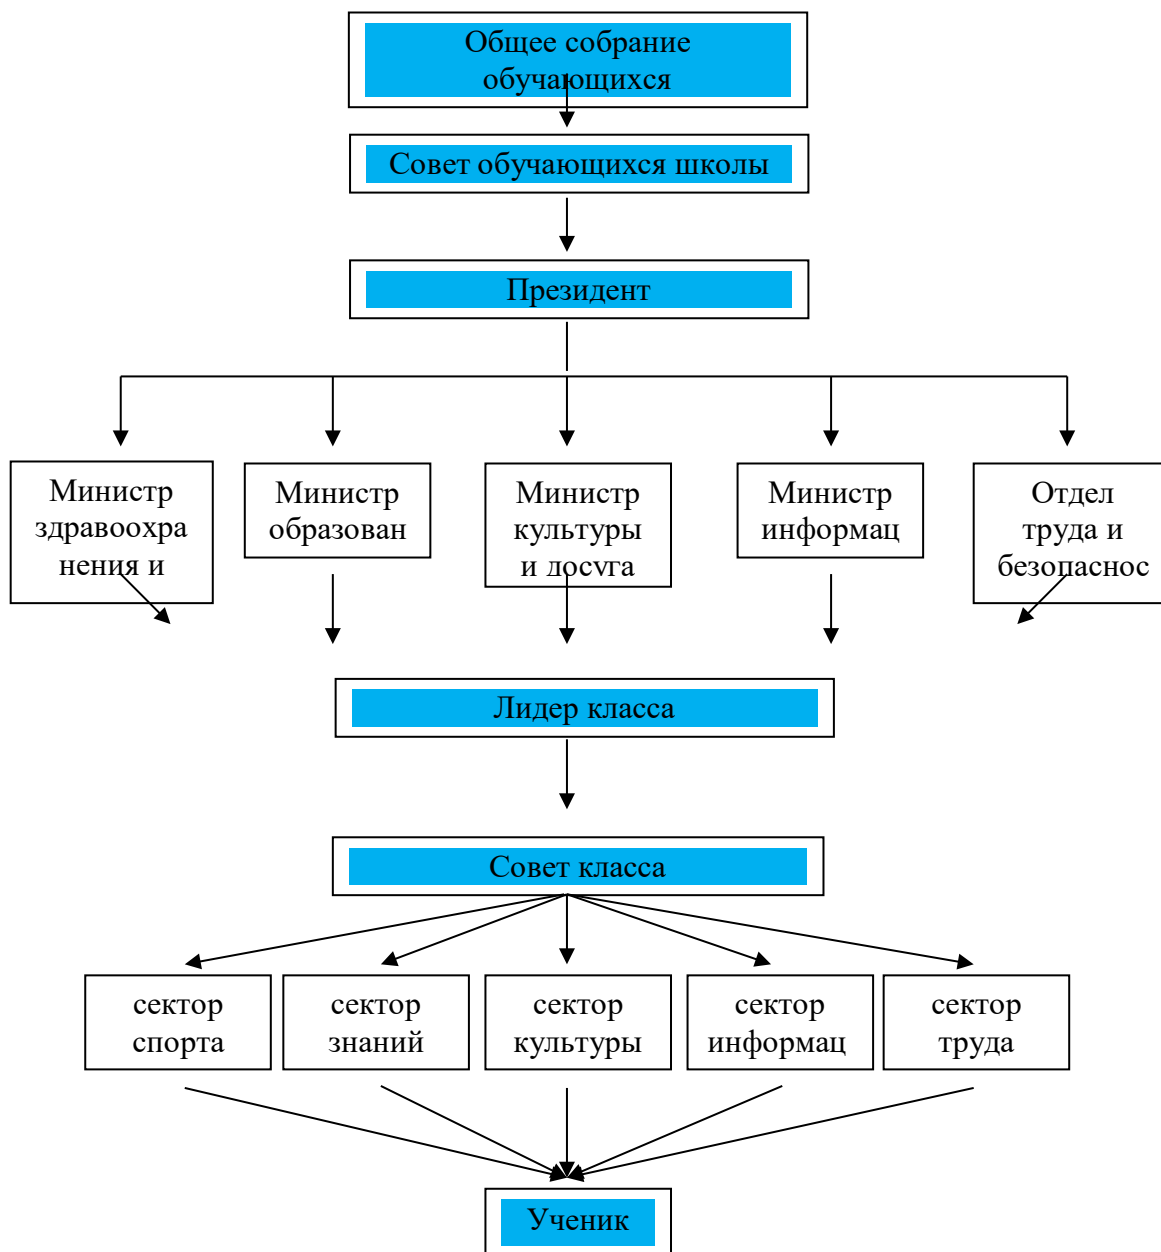 Общее собрание
обучающихся
Совет обучающихся школы
Президент
Министр
здравоохра
нения и
Министр
образован
Министр
культуры
и досуга
Министр
информац
Отдел
труда и
безопаснос
Лидер класса
Совет класса
сектор
спорта
сектор
знаний
сектор
культуры
сектор
информац
сектор
труда
Ученик